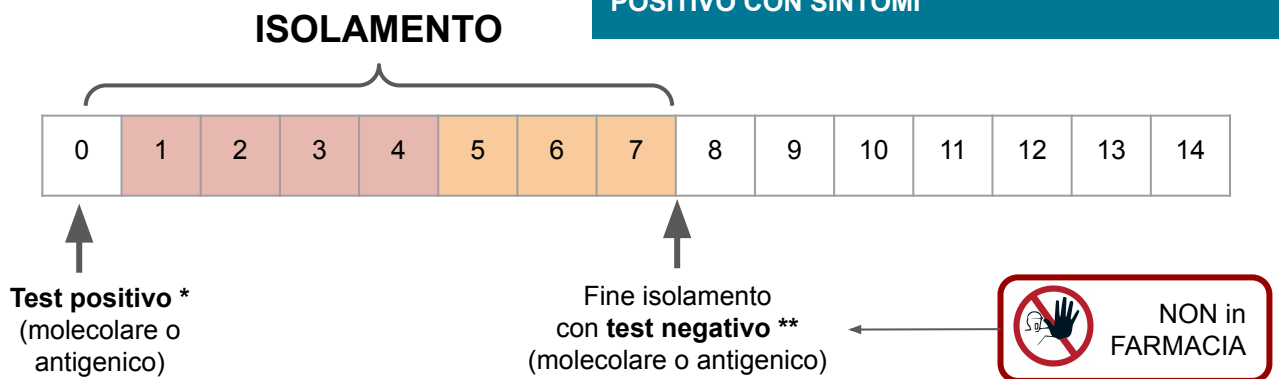 POSITIVO CON SINTOMI
ISOLAMENTO
0 1 2 3 4 5 6 7 8 9 10 11 12 13 14
Test positivo *
(molecolare o
antigenico)
Fine isolamento
con test negativo **
(molecolare o antigenico)
NON in
FARMACIA